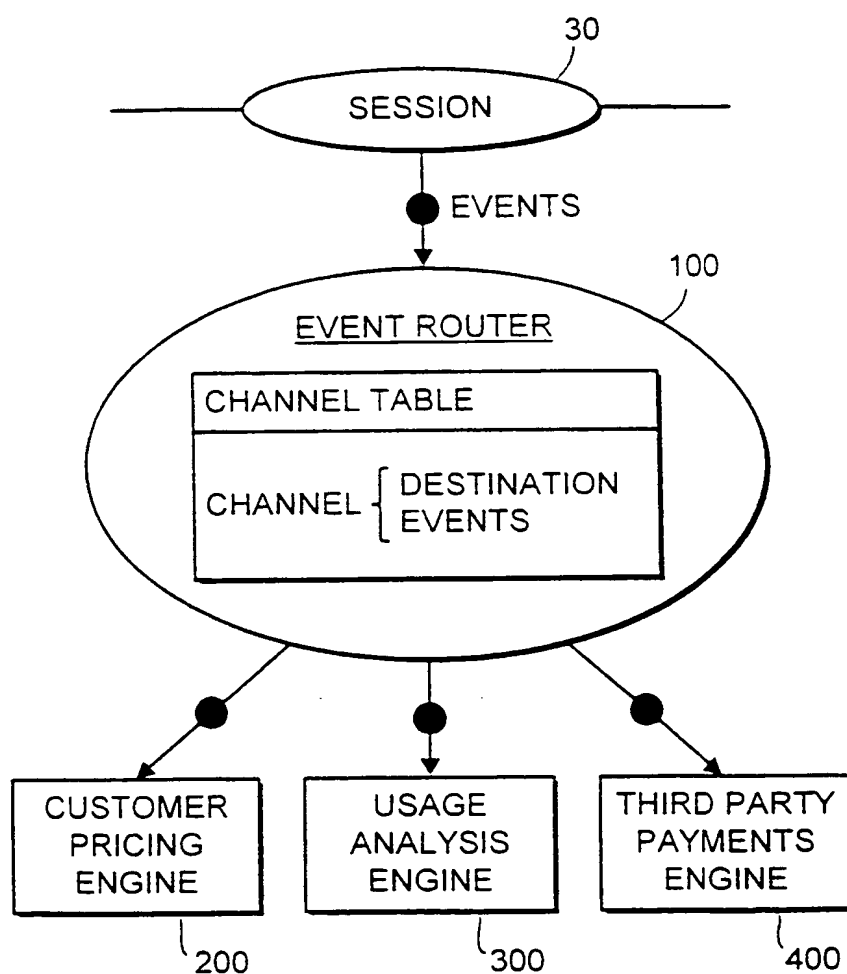 30
SESSION
EVENTS
100
EVENT ROUTER
CHANNEL TABLE
CHANNEL { DESTINATION
EVENTS
CUSTOMER
PRICING
ENGINE
USAGE
ANALYSIS
ENGINE
THIRD PARTY
PAYMENTS
ENGINE
200
300
400